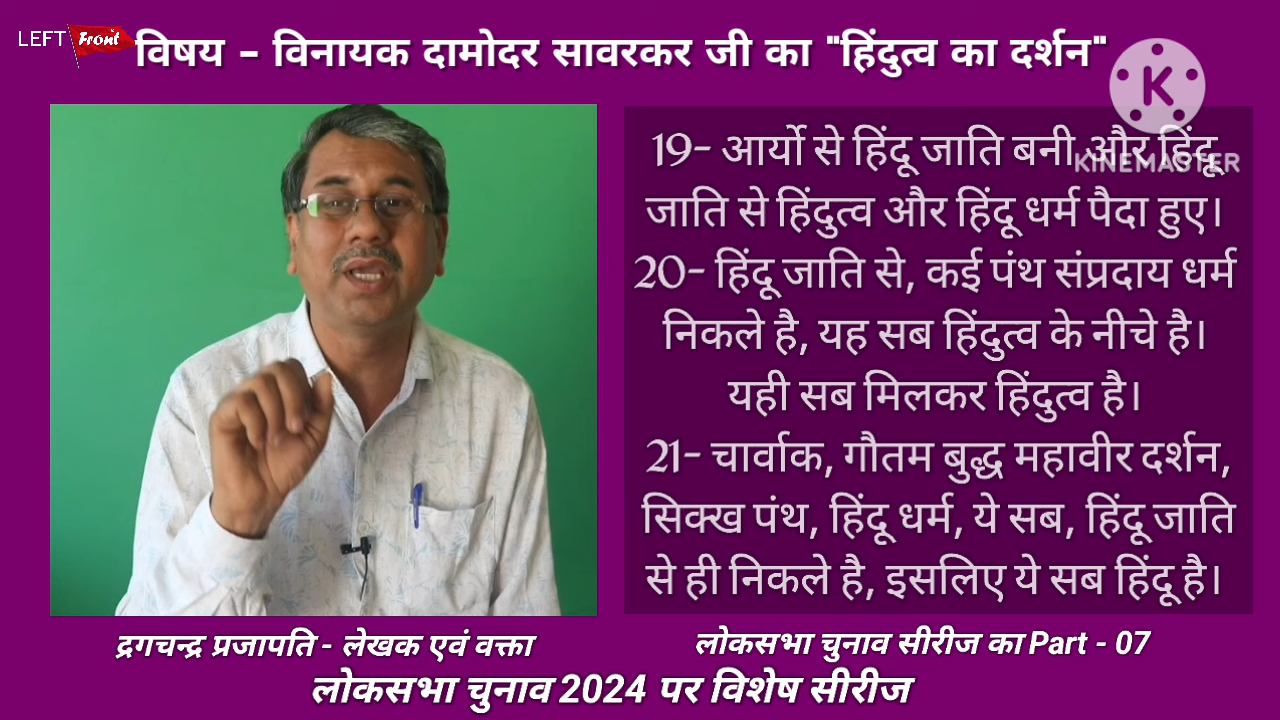 LEFT Front
विषय - विनायक दामोदर सावरकर जी का "हिंदुत्व का दर्शन"
K
KINEMASTER
19- आर्यो से हिंदू जाति बनी और हिंदू
जाति से हिंदुत्व और हिंदू धर्म पैदा हुए।
20- हिंदू जाति से, कई पंथ संप्रदाय धर्म
निकले है, यह सब हिंदुत्व के नीचे है।
यही सब मिलकर हिंदुत्व है।
21- चार्वाक, गौतम बुद्ध महावीर दर्शन,
सिक्ख पंथ, हिंदू धर्म, ये सब, हिंदू जाति
से ही निकले है, इसलिए ये सब हिंदू है।
द्रगचन्द्र प्रजापति - लेखक एवं वक्ता
लोकसभा चुनाव सीरीज का Part - 07
लोकसभा चुनाव 2024 पर विशेष सीरीज